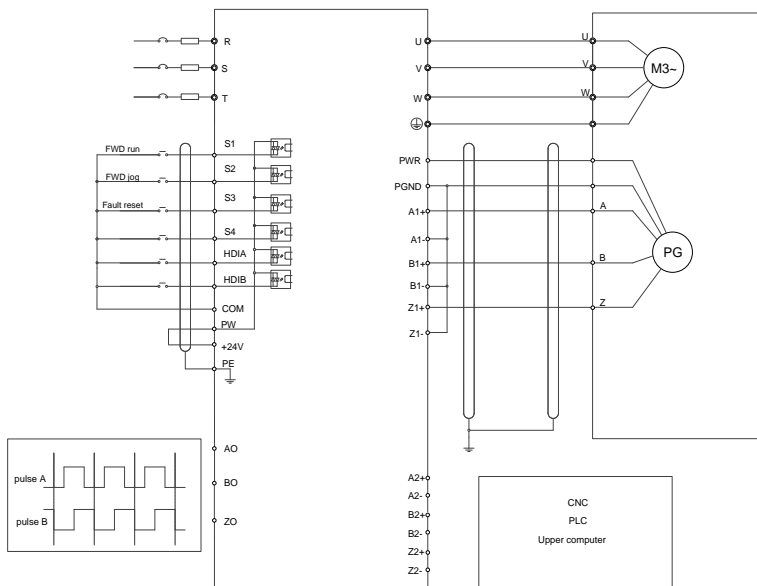 R
S
T
FWD run
S1
FWD jog
S2
Fault reset
S3
S4
HDIA
HDIB
COM
PW
+24V
PE
AO
BO
ZO
pulse A
pulse B
U
V
W
PWR
PGND
A1+
A1-
B1+
B1-
Z1+
Z1-
A2+
A2-
B2+
B2-
Z2+
Z2-
U
V
W
M3~
A
B
Z
PG
CNC
PLC
Upper computer